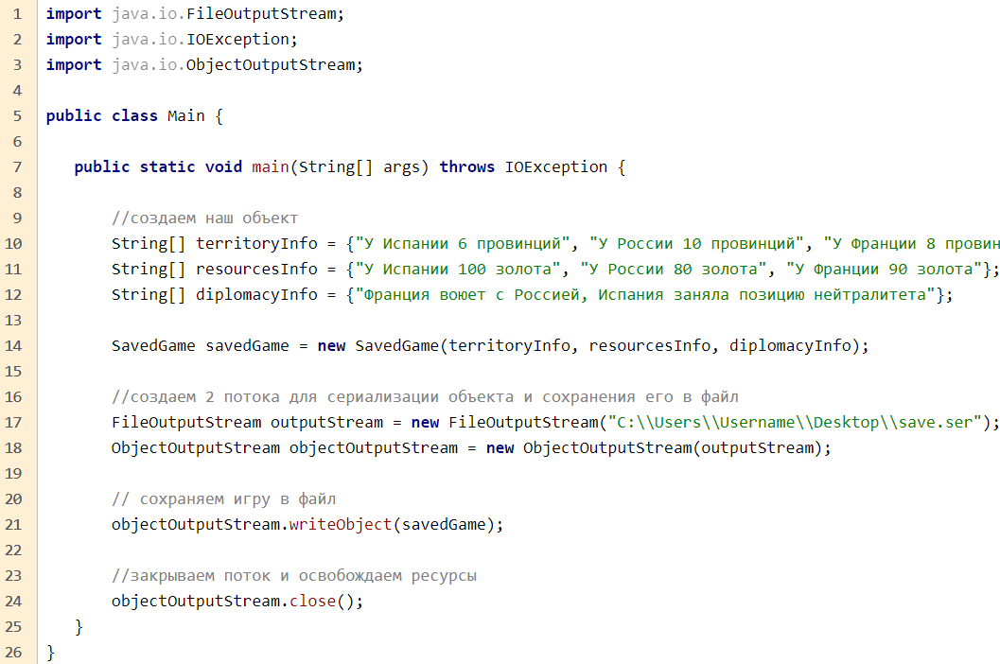 1 import java.io.FileOutputStream;
2 import java.io.IOException;
3 import java.io.ObjectOutputStream;
4
5 public class Main {
6
7 public static void main(String[] args) throws IOException {
8
9 //создаем наш объект
10 String[] territoryInfo = {"У Испании 6 провинций", "У России 10 провинций", "У Франции 8 провин
11 String[] resourcesInfo = {"У Испании 100 золота", "У России 80 золота", "У Франции 90 золота"};
12 String[] diplomacyInfo = {"Франция воюет с Россией, Испания заняла позицию нейтралитета"};
13
14 SavedGame savedGame = new SavedGame(territoryInfo, resourcesInfo, diplomacyInfo);
15
16 //создаем 2 потока для сериализации объекта и сохранения его в файл
17 FileOutputStream outputStream = new FileOutputStream("C:\\Users\\Username\\Desktop\\save.ser");
18 ObjectOutputStream objectOutputStream = new ObjectOutputStream(outputStream);
19
20 // сохраняем игру в файл
21 objectOutputStream.writeObject(savedGame);
22
23 //закрываем поток и освобождаем ресурсы
24 objectOutputStream.close();
25 }
26 }